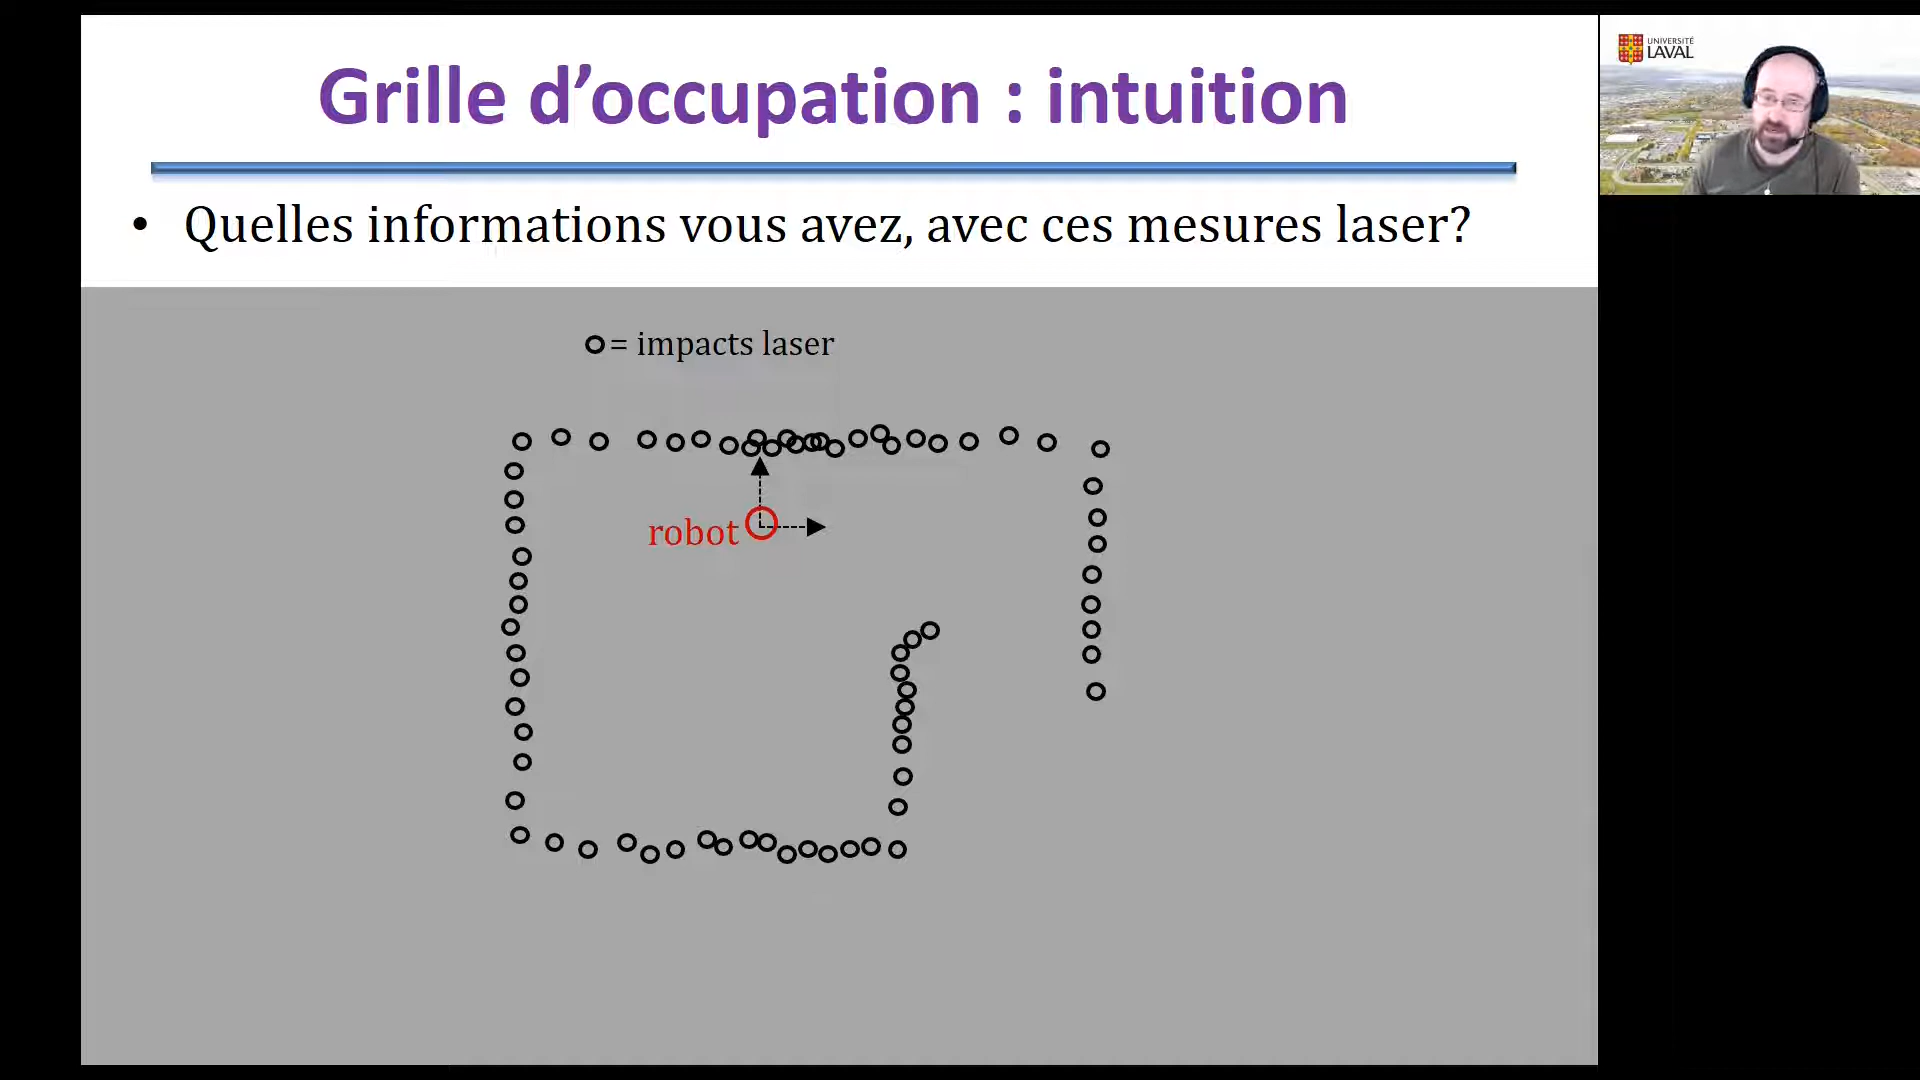 Grille d’occupation : intuition
UNIVERSITÉ
LAVAL
• Quelles informations vous avez, avec ces mesures laser?
= impacts laser
robot